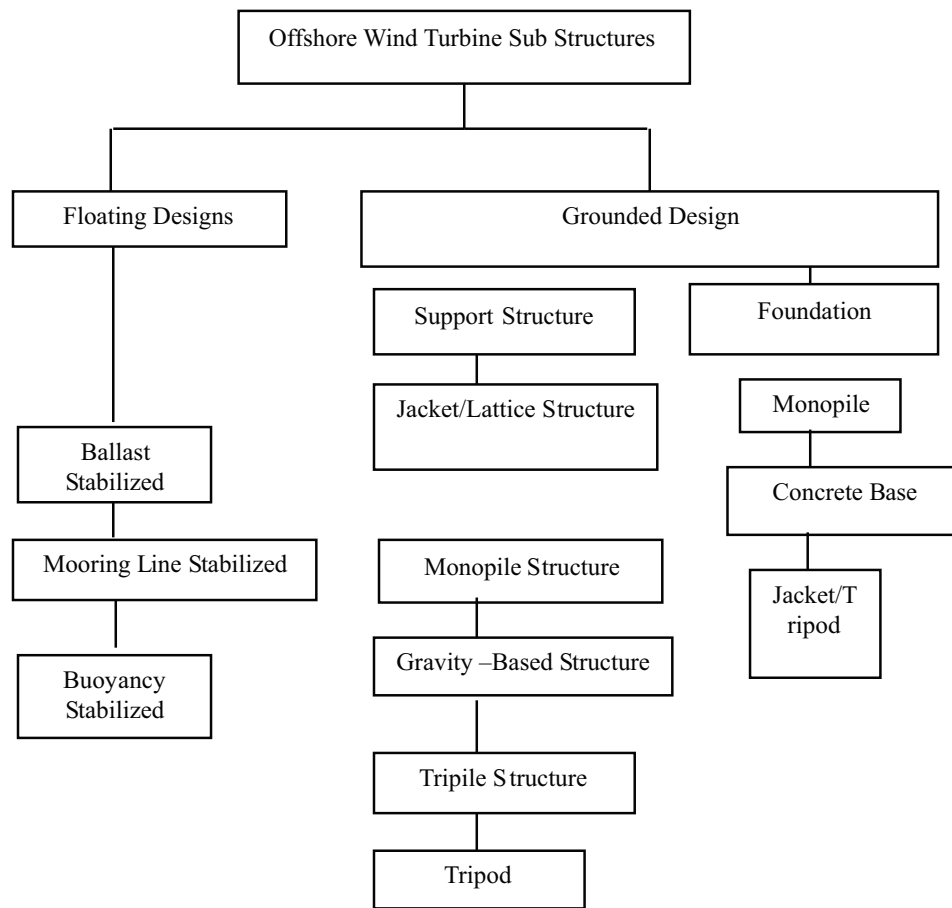 Offshore Wind Turbine Sub Structures
Floating Designs
Grounded Design
Support Structure
Foundation
Jacket/Lattice Structure
Monopile
Ballast
Stabilized
Concrete Base
Mooring Line Stabilized
Monopile Structure
Jacket/T
ripod
Gravity –Based Structure
Buoyancy
Stabilized
Tripile Structure
Tripod